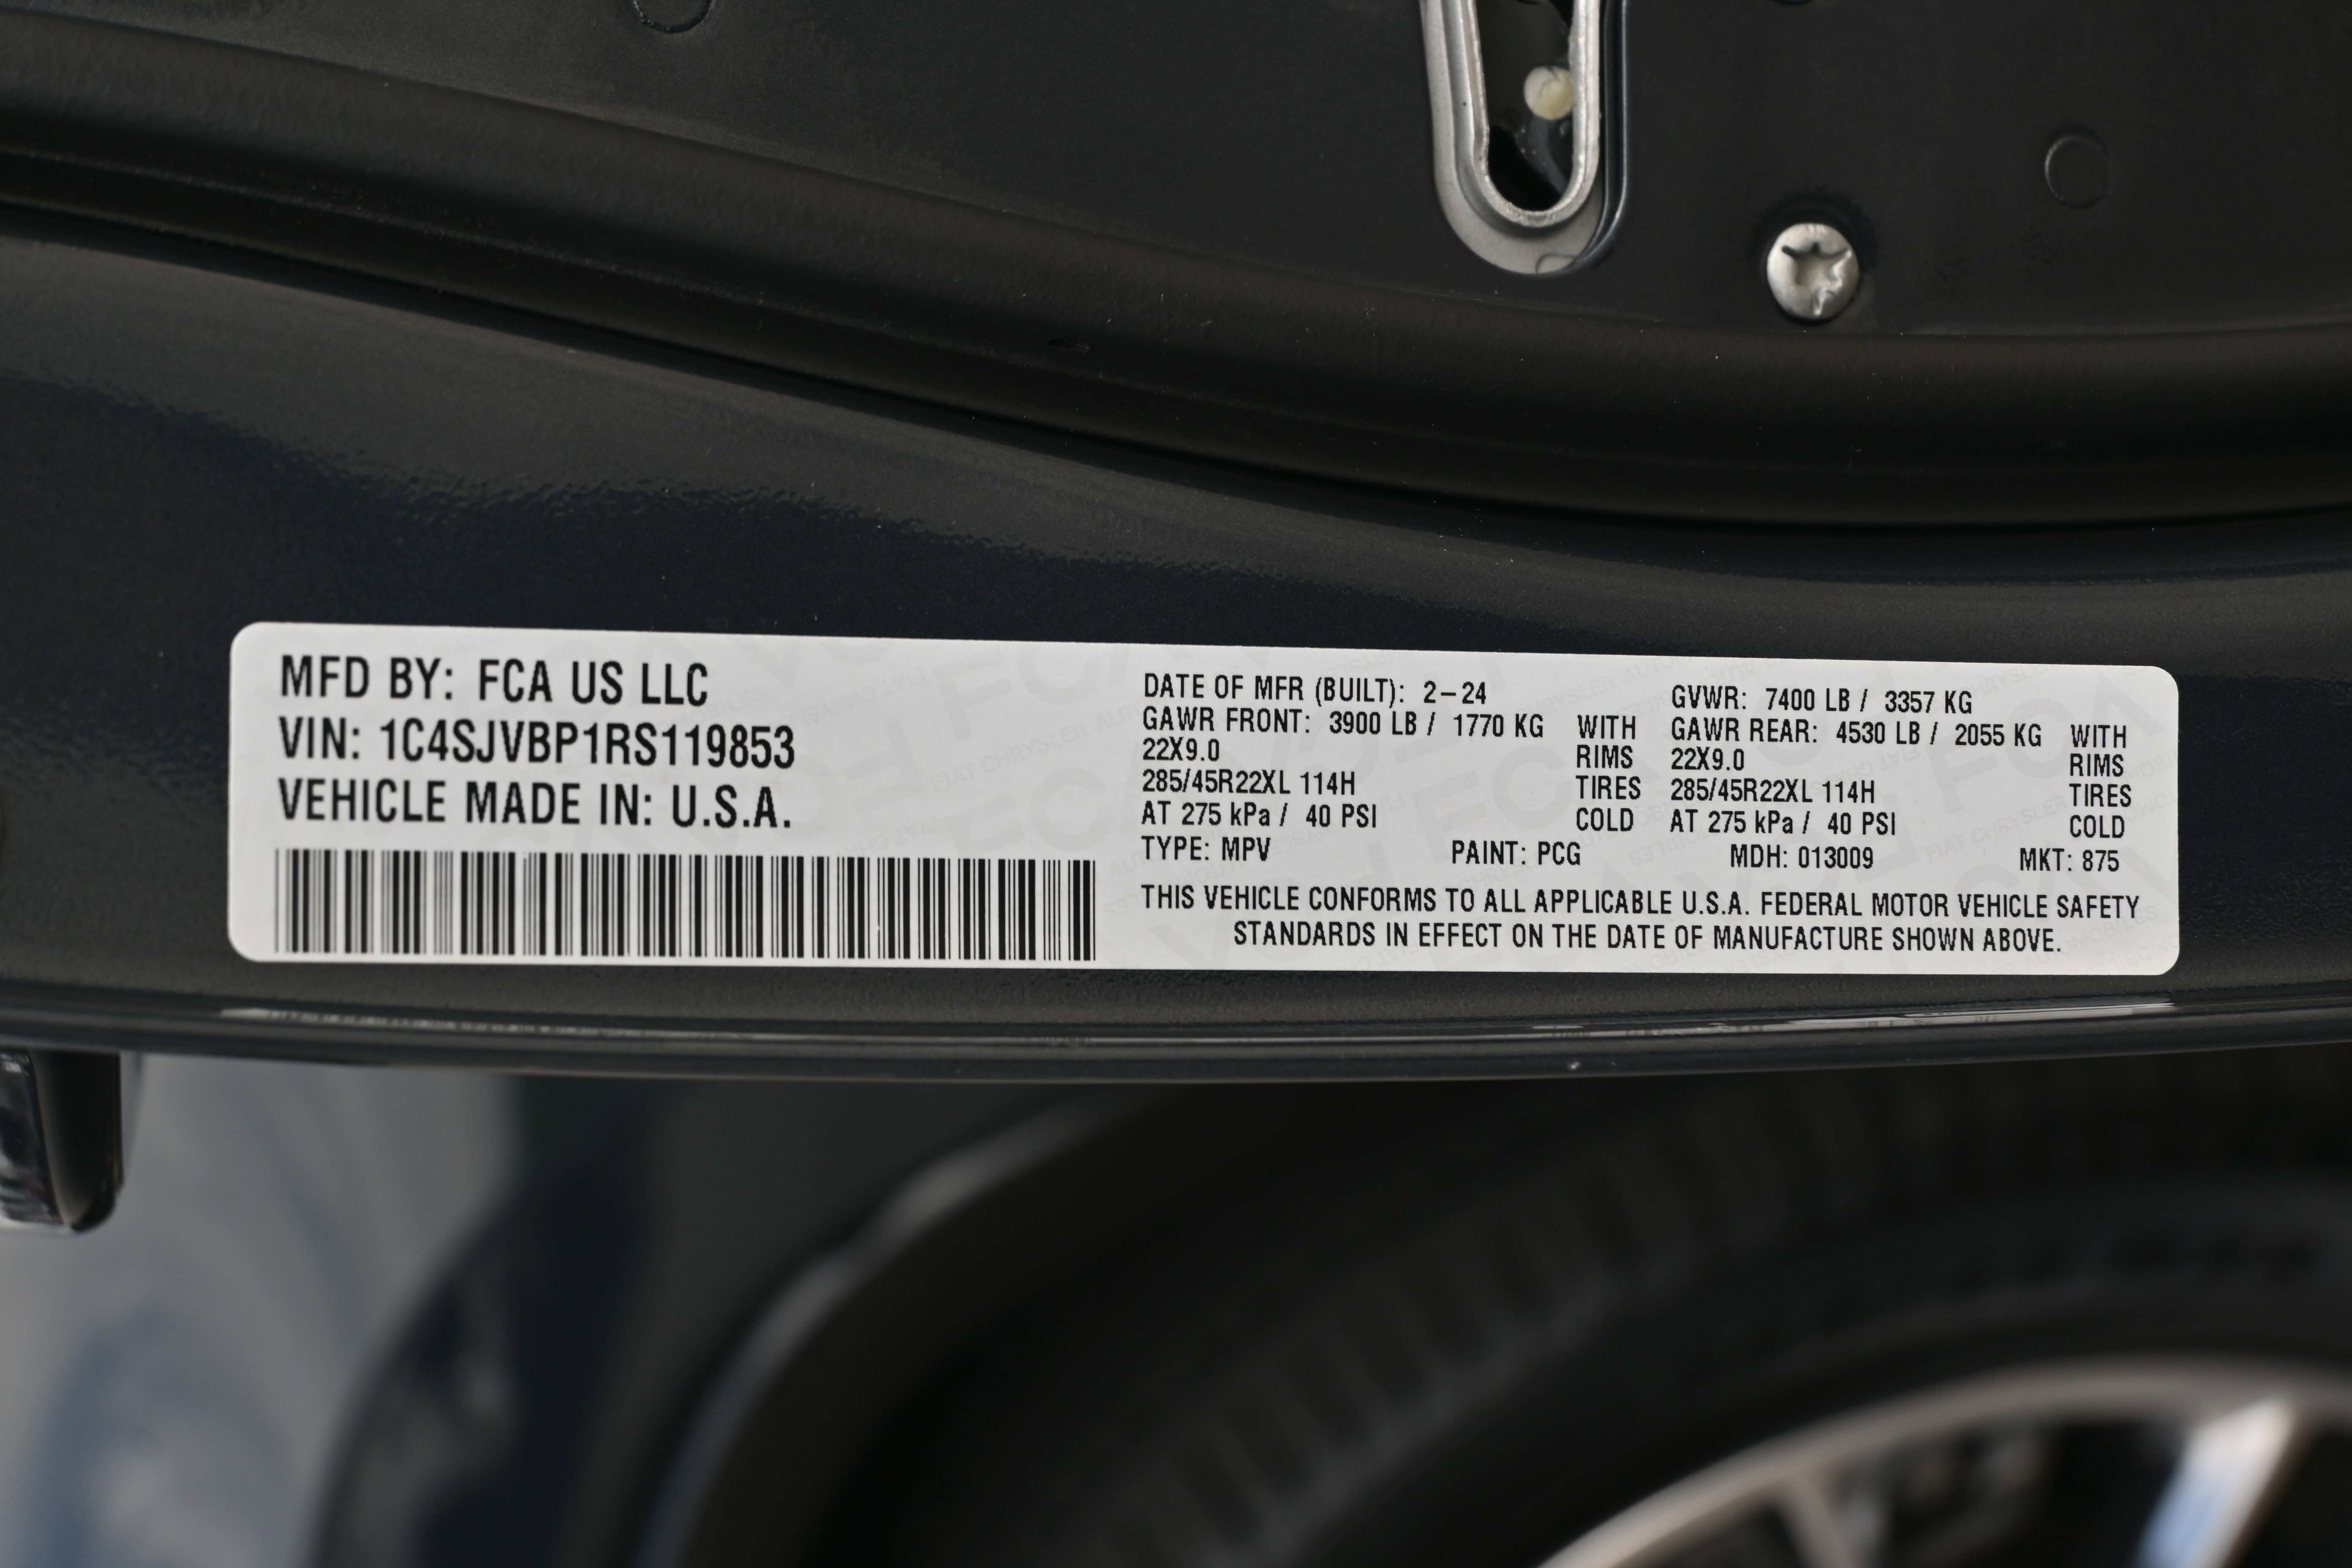 MFD BY: FCA US LLC
VIN: 1C4SJVBP1RS119853
VEHICLE MADE IN: U.S.A.
DATE OF MFR (BUILT): 2-24
GAWR FRONT: 3900 LB / 1770 KG WITH
22X9.0 RIMS
285/45R22XL 114H TIRES
AT 275 kPa / 40 PSI COLD
GVWR: 7400 LB / 3357 KG
GAWR REAR: 4530 LB / 2055 KG WITH
22X9.0 RIMS
285/45R22XL 114H TIRES
AT 275 kPa / 40 PSI COLD
TYPE: MPV PAINT: PCG MDH: 013009 MKT: 875
THIS VEHICLE CONFORMS TO ALL APPLICABLE U.S.A. FEDERAL MOTOR VEHICLE SAFETY
STANDARDS IN EFFECT ON THE DATE OF MANUFACTURE SHOWN ABOVE.